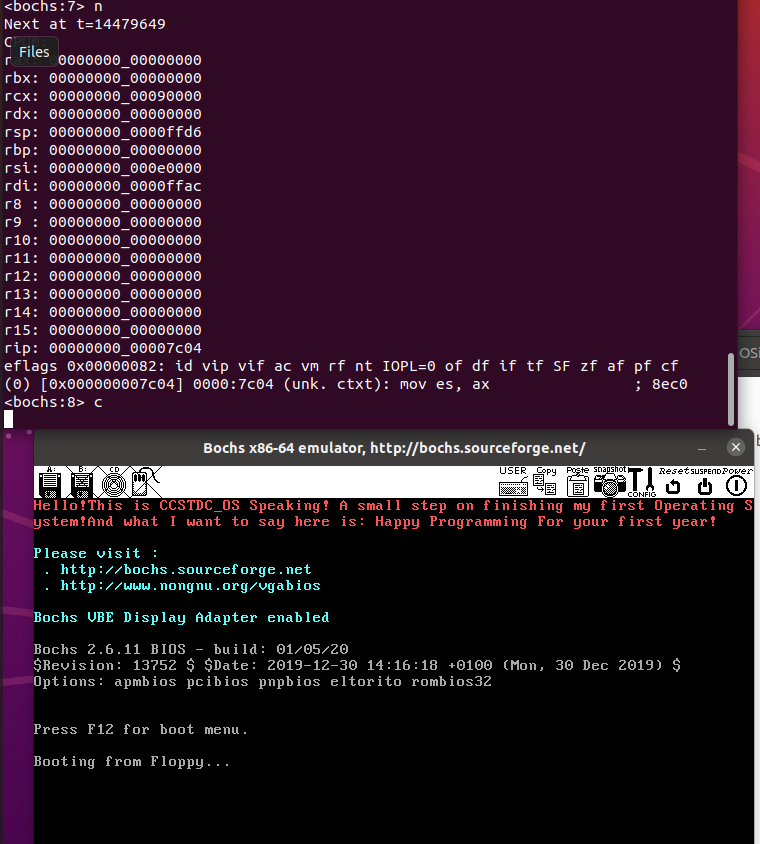 <bochs:7> n
Next at t=14479649
Files
rax: 00000000_00000000
rbx: 00000000_00000000
rcx: 00000000_00090000
rdx: 00000000_00000000
rsp: 00000000_0000ffd6
rbp: 00000000_00000000
rsi: 00000000_000e0000
rdi: 00000000_0000ffac
r8 : 00000000_00000000
r9 : 00000000_00000000
r10: 00000000_00000000
r11: 00000000_00000000
r12: 00000000_00000000
r13: 00000000_00000000
r14: 00000000_00000000
r15: 00000000_00000000
rip: 00000000_00007c04
eflags 0x00000082: id vip vif ac vm rf nt IOPL=0 of df if tf SF zf af pf cf
(0) [0x000000007c04] 0000:7c04 (unk. ctxt): mov es, ax ; 8ec0
<bochs:8> c
OSi
Bochs x86-64 emulator, http://bochs.sourceforge.net/
A: B: CD USER Copy Paste snapshot CONFIG Reset SUSPEND Power
Hello!This is CCSTDC_OS Speaking! A small step on finishing my first Operating S
ystem!And what I want to say here is: Happy Programming For your first year!
Please visit :
. http://bochs.sourceforge.net
. http://www.nongnu.org/vgabios
Bochs VBE Display Adapter enabled
Bochs 2.6.11 BIOS - build: 01/05/20
$Revision: 13752 $ $Date: 2019-12-30 14:16:18 +0100 (Mon, 30 Dec 2019) $
Options: apmbios pcibios pnpbios eltorito rombios32
Press F12 for boot menu.
Booting from Floppy...